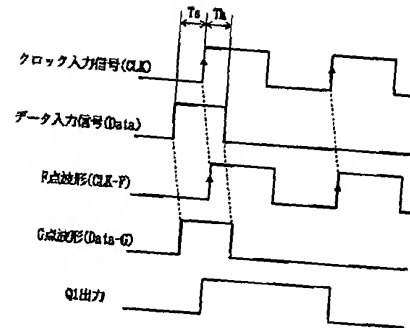 Ts Th
クロック入力信号(CLK)
データ入力信号(Data)
F点波形(CLK-F)
G点波形(Data-G)
Q1出力